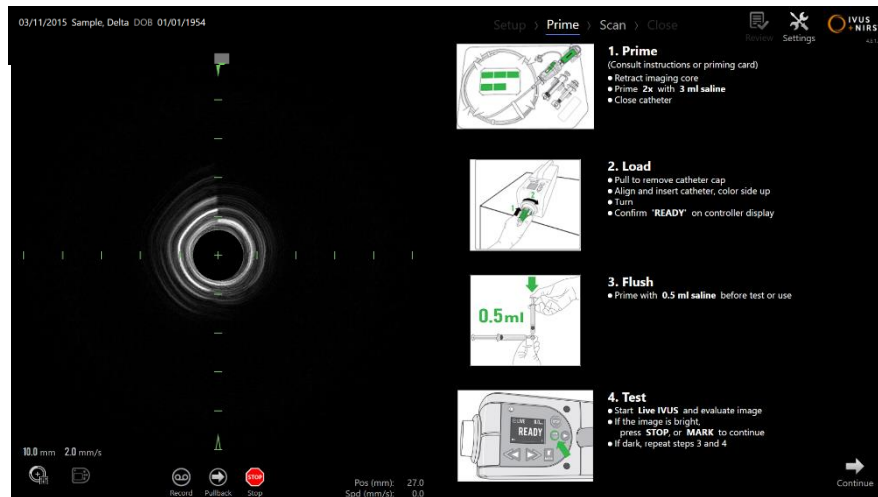 03/11/2015 Sample, Delta DOB 01/01/1954
Setup › Prime › Scan › Close
Review
Settings
IVUS
+NIRS
1. Prime
(Consult instructions or priming card)
• Retract imaging core
• Prime 2x with 3 ml saline
• Close catheter
2. Load
• Pull to remove catheter cap
• Align and insert catheter, color side up
• Turn
• Confirm 'READY' on controller display
1
2
3. Flush
• Prime with 0.5 ml saline before test or use
0.5ml
4. Test
• Start Live IVUS and evaluate image
• If the image is bright,
press STOP, or MARK to continue
• If dark, repeat steps 3 and 4
READY
10.0 mm 2.0 mm/s
Record
Pullback
STOP
Stop
Pos (mm): 27.0
Spd (mm/s): 0.0
Continue